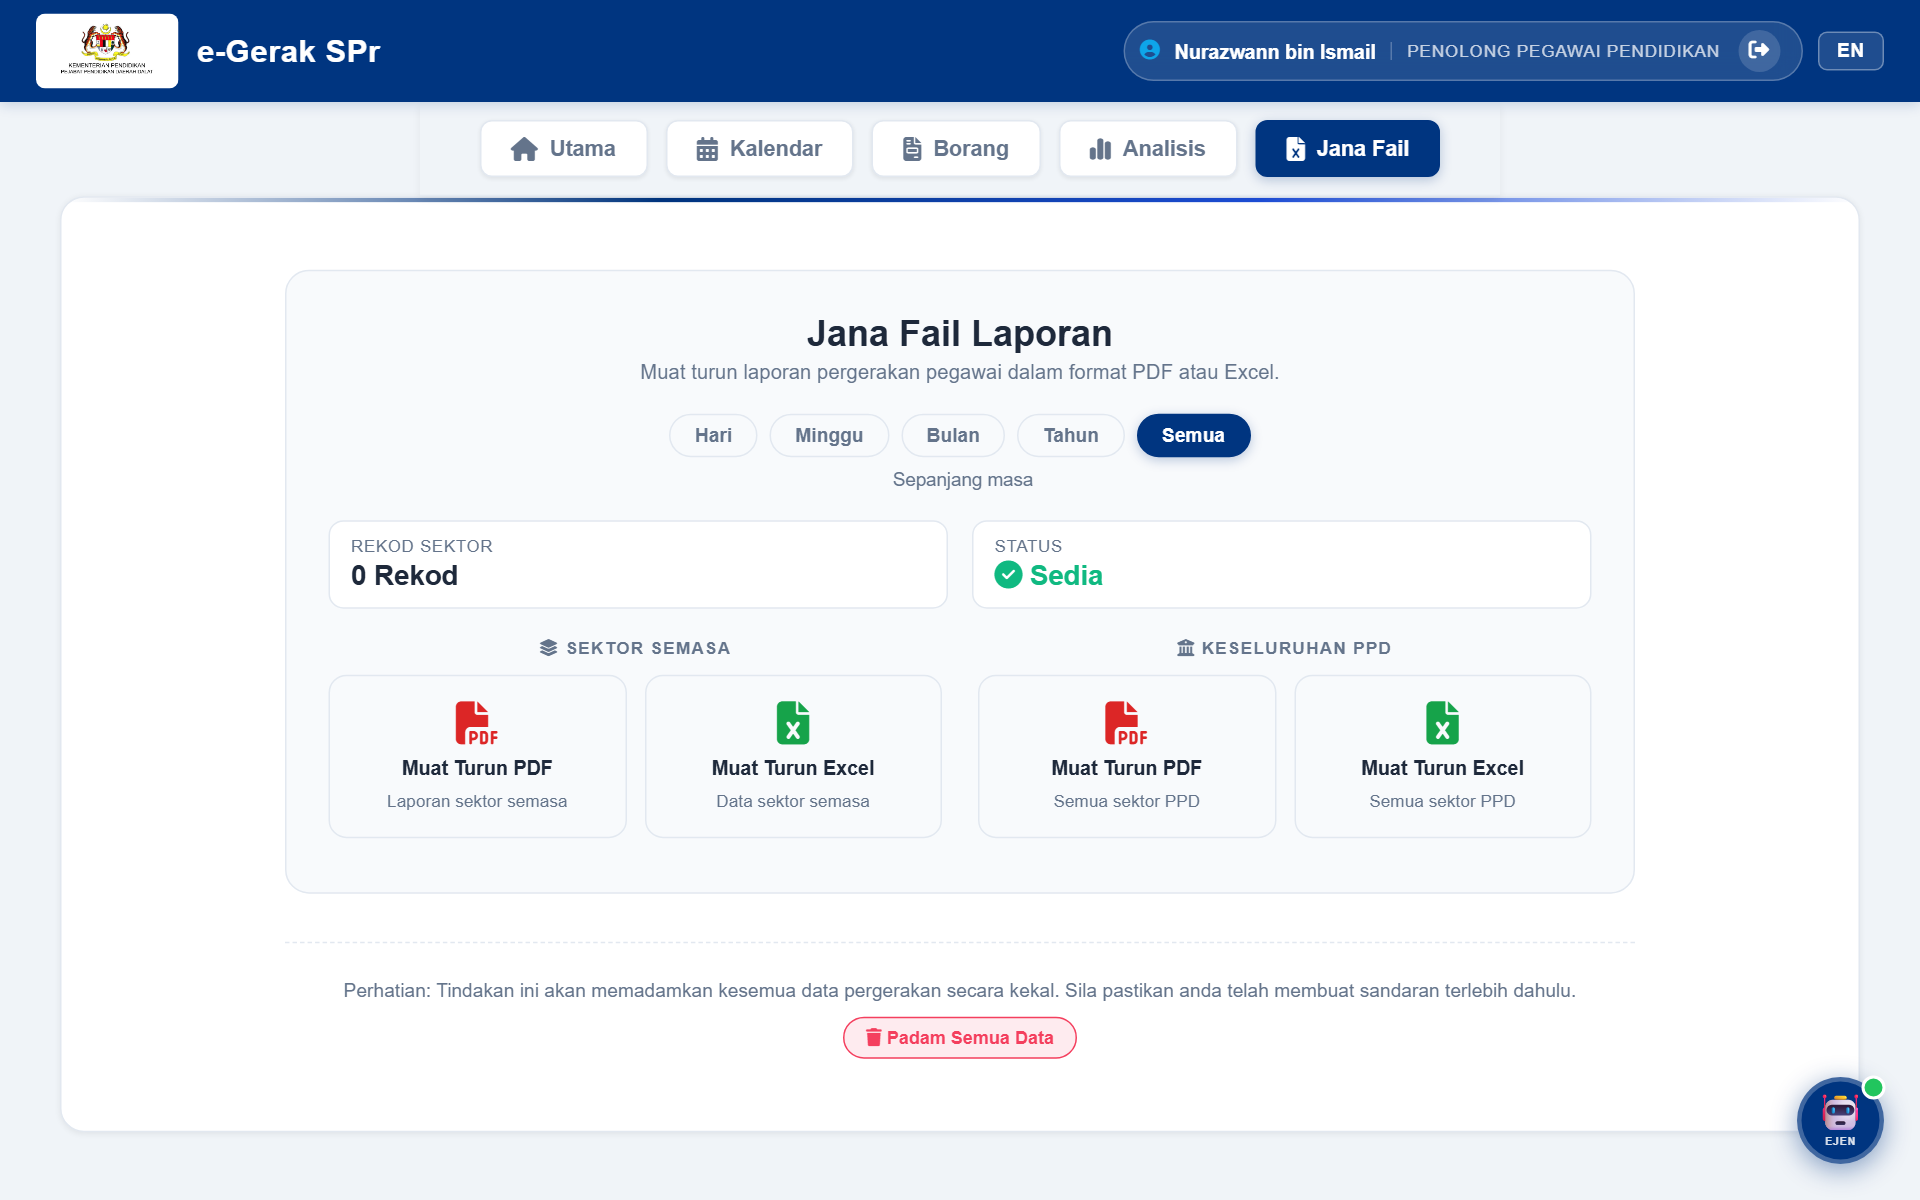 KEMENTERIAN PENDIDIKAN
e-Gerak SPr
Nurazwann bin Ismail
PENOLONG PEGAWAI PENDIDIKAN
EN
Utama
Kalendar
Borang
Analisis
Jana Fail
Jana Fail Laporan
Muat turun laporan pergerakan pegawai dalam format PDF atau Excel.
Hari
Minggu
Bulan
Tahun
Semua
Sepanjang masa
REKOD SEKTOR
0 Rekod
STATUS
Sedia
SEKTOR SEMASA
KESELURUHAN PPD
PDF
Muat Turun PDF
Laporan sektor semasa
X
Muat Turun Excel
Data sektor semasa
PDF
Muat Turun PDF
Semua sektor PPD
X
Muat Turun Excel
Semua sektor PPD
Perhatian: Tindakan ini akan memadamkan kesemua data pergerakan secara kekal. Sila pastikan anda telah membuat sandaran terlebih dahulu.
Padam Semua Data
EJEN